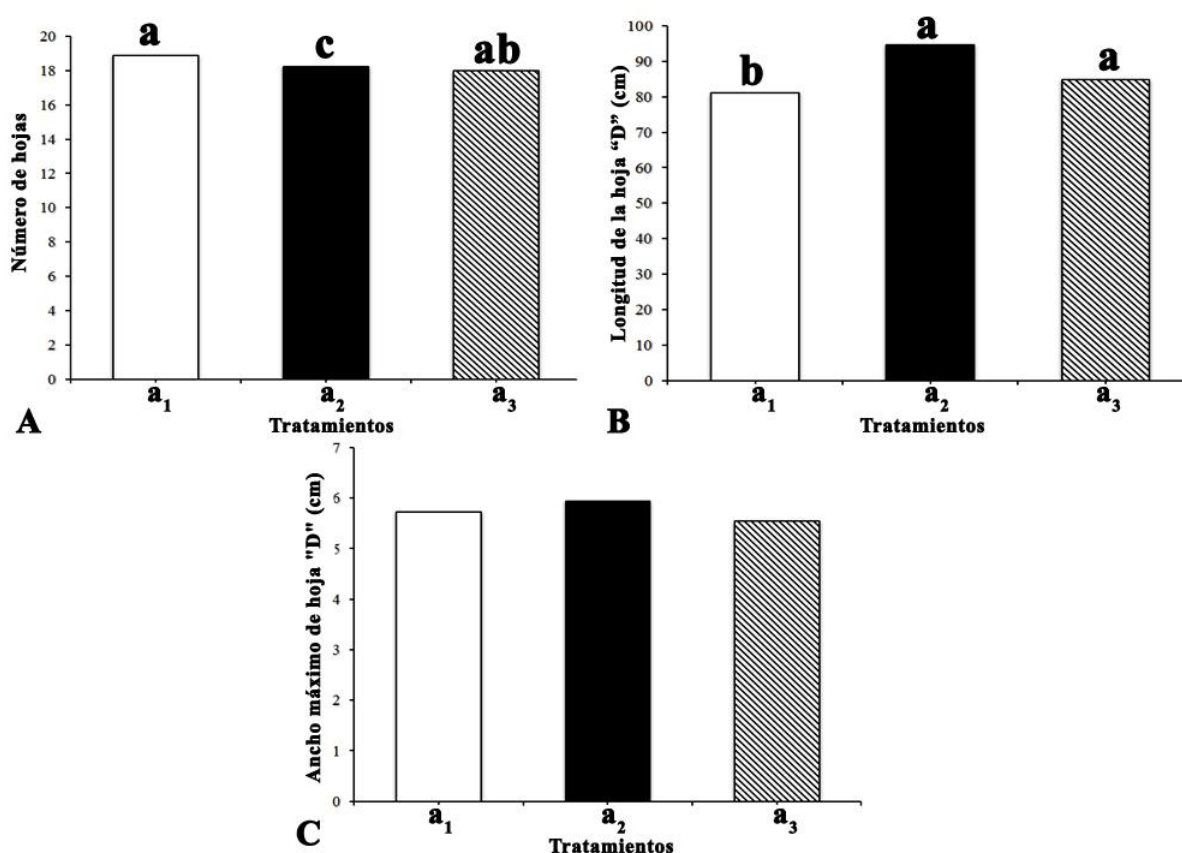 a
c
ab
20
18
16
14
12
10
8
6
4
2
0
Número de hojas
a1
a2
a3
Tratamientos
A
b
a
a
100
90
80
70
60
50
40
30
20
10
0
Longitud de la hoja “D” (cm)
a1
a2
a3
Tratamientos
B
7
6
5
4
3
2
1
0
Ancho máximo de hoja "D" (cm)
a1
a2
a3
Tratamientos
C